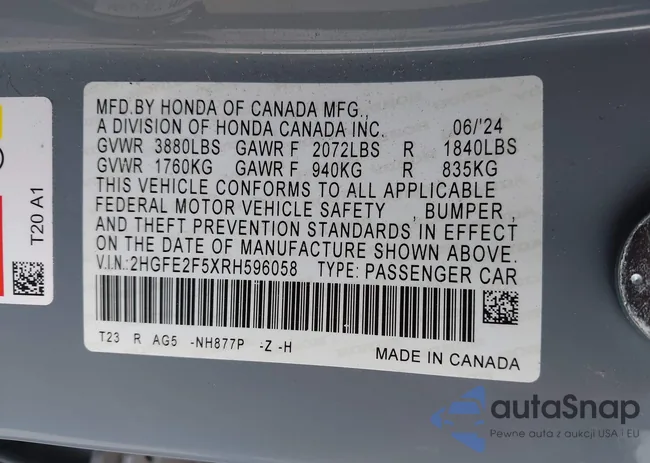 MFD.BY HONDA OF CANADA MFG.,
A DIVISION OF HONDA CANADA INC. 06/'24
GVWR 3880LBS GAWR F 2072LBS R 1840LBS
GVWR 1760KG GAWR F 940KG R 835KG
THIS VEHICLE CONFORMS TO ALL APPLICABLE
FEDERAL MOTOR VEHICLE SAFETY , BUMPER ,
AND THEFT PREVENTION STANDARDS IN EFFECT
ON THE DATE OF MANUFACTURE SHOWN ABOVE.
V.I.N.:2HGFE2F5XRH596058 TYPE: PASSENGER CAR
T23 R AG5 -NH877P -Z -H
MADE IN CANADA
T20 A1
autaSnap
Pewne auta z aukcji USA i EU